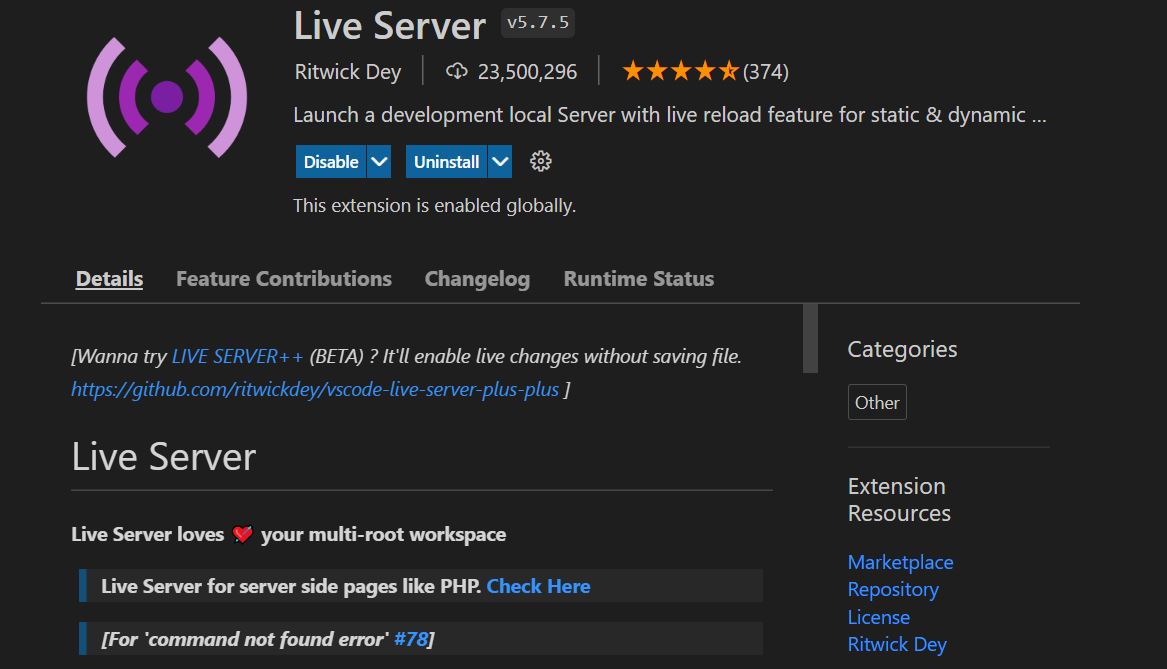 Live Server v5.7.5
Ritwick Dey 23,500,296 (374)
Launch a development local Server with live reload feature for static & dynamic ...
Disable Uninstall
This extension is enabled globally.
Details Feature Contributions Changelog Runtime Status
[Wanna try LIVE SERVER++ (BETA) ? It'll enable live changes without saving file.
https://github.com/ritwickdey/vscode-live-server-plus-plus ]
Live Server
Live Server loves 💖 your multi-root workspace
Live Server for server side pages like PHP. Check Here
[For 'command not found error' #78]
Categories
Other
Extension
Resources
Marketplace
Repository
License
Ritwick Dey